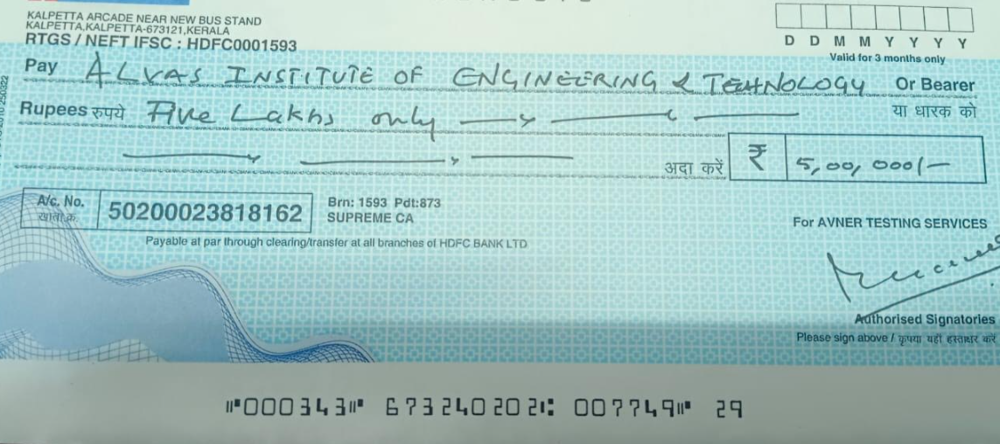 KALPETTA ARCADE NEAR NEW BUS STAND
KALPETTA,KALPETTA-673121,KERALA
RTGS / NEFT IFSC : HDFC0001593
D D M M Y Y Y Y
Valid for 3 months only
Pay ALVAS INSTITUTE OF ENGINEERING & TECHNOLOGY Or Bearer
या धारक को
Rupees रुपये Five Lakhs only
अदा करें ₹ 5,00,000/-
A/c. No. 50200023818162 Brn: 1593 Pdt:873
खाता क्र. SUPREME CA
Payable at par through clearing/transfer at all branches of HDFC BANK LTD
For AVNER TESTING SERVICES
Authorised Signatories
Please sign above / कृपया यहाँ हस्ताक्षर करें
⑈000343⑈ 673240202⑆ 007749⑈ 29